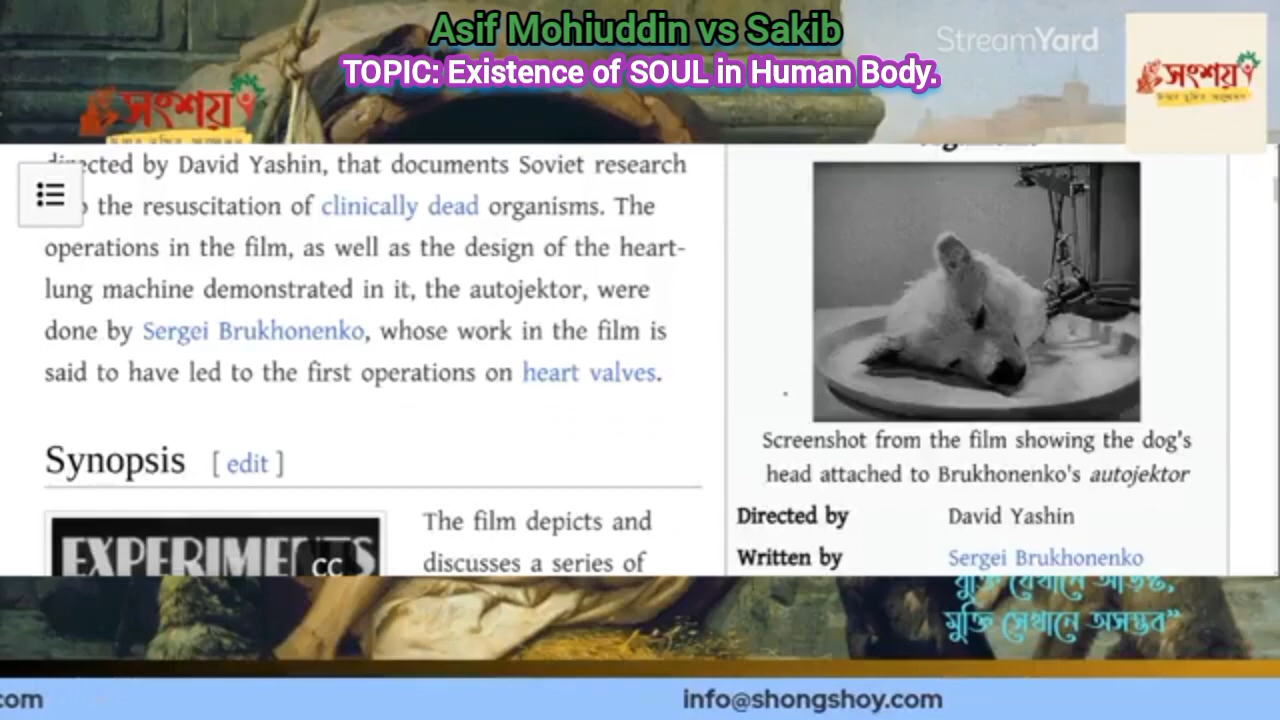 Asif Mohiuddin vs Sakib
TOPIC: Existence of SOUL in Human Body.
StreamYard
সংশয়
সংশয়
directed by David Yashin, that documents Soviet research
the resuscitation of clinically dead organisms. The
operations in the film, as well as the design of the heart-
lung machine demonstrated in it, the autojektor, were
done by Sergei Brukhonenko, whose work in the film is
said to have led to the first operations on heart valves.
Synopsis [ edit ]
EXPERIMENTS
CC
The film depicts and
discusses a series of
Screenshot from the film showing the dog's
head attached to Brukhonenko's autojektor
Directed by David Yashin
Written by Sergei Brukhonenko
যুক্তি যেখানে আড়ষ্ট,
মুক্তি সেখানে অসম্ভব”
com
info@shongshoy.com